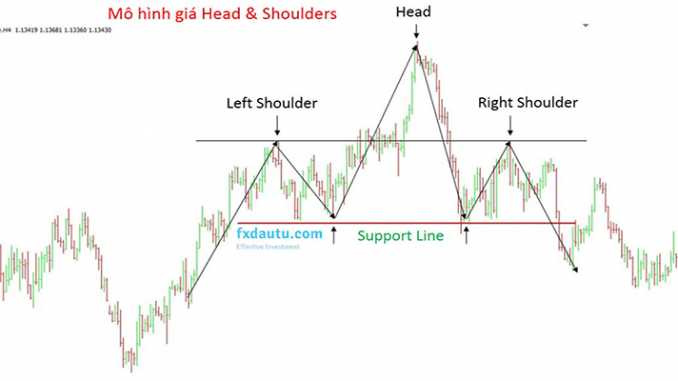 Mô hình giá Head & Shoulders
Head
,H4 1.13419 1.13681 1.13360 1.13430
Left Shoulder
Right Shoulder
fxdautu.com
Effective Investment
Support Line